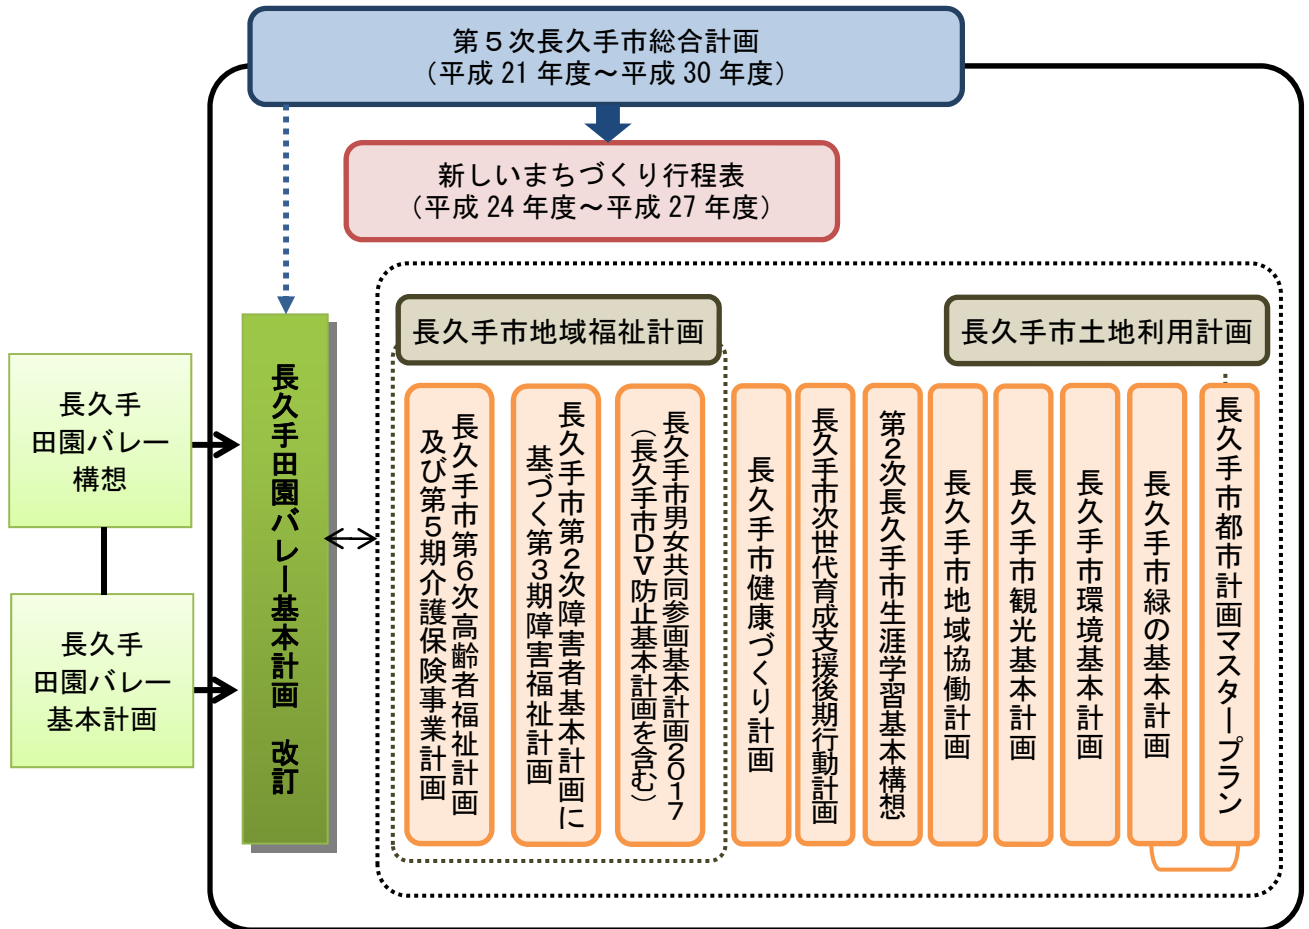 第５次長久手市総合計画
（平成 21 年度～平成 30 年度）
新しいまちづくり行程表
（平成 24 年度～平成 27 年度）
長久手
田園バレー
構想
長久手
田園バレー
基本計画
長久手田園バレー基本計画　改訂
長久手市地域福祉計画
長久手市土地利用計画
長久手市第６次高齢者福祉計画
及び第５期介護保険事業計画
長久手市第２次障害者基本計画に
基づく第３期障害福祉計画
長久手市男女共同参画基本計画２０１７
（長久手市ＤＶ防止基本計画を含む）
長久手市健康づくり計画
長久手市次世代育成支援後期行動計画
第２次長久手市生涯学習基本構想
長久手市地域協働計画
長久手市観光基本計画
長久手市環境基本計画
長久手市緑の基本計画
長久手市都市計画マスタープラン